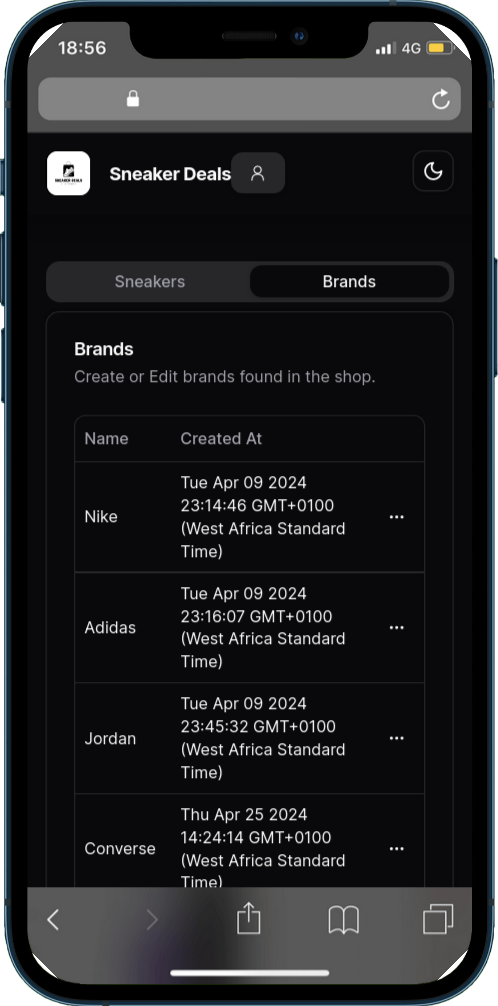 18:56
4G
SNEAKER DEALS
Sneaker Deals
Sneakers
Brands
Brands
Create or Edit brands found in the shop.
Name
Created At
Nike
Tue Apr 09 2024
23:14:46 GMT+0100
(West Africa Standard
Time)
Adidas
Tue Apr 09 2024
23:16:07 GMT+0100
(West Africa Standard
Time)
Jordan
Tue Apr 09 2024
23:45:32 GMT+0100
(West Africa Standard
Time)
Converse
Thu Apr 25 2024
14:24:14 GMT+0100
(West Africa Standard
Time)